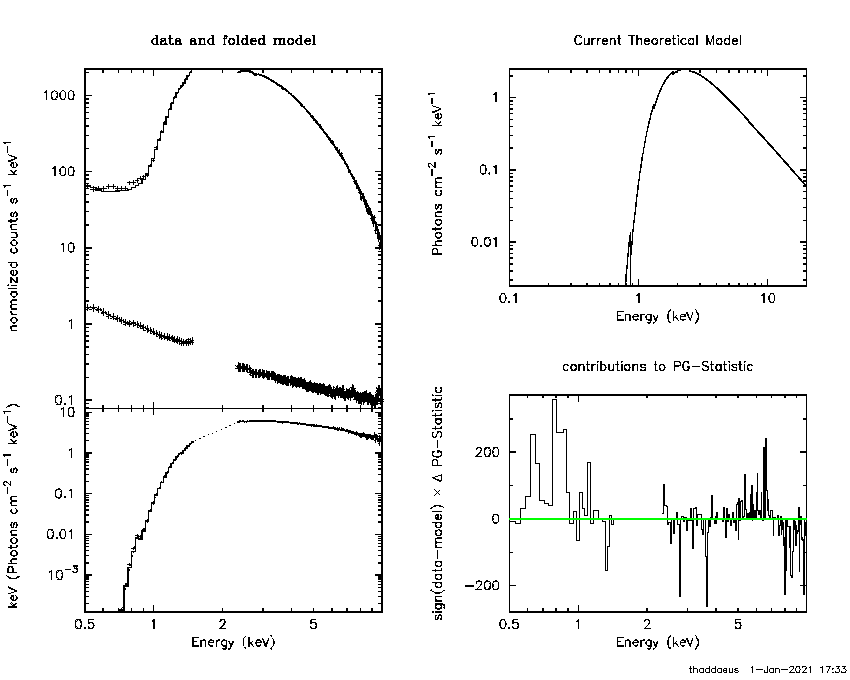 data and folded model
normalized counts s⁻¹ keV⁻¹
1000
100
10
1
0.1
keV (Photons cm⁻² s⁻¹ keV⁻¹)
10
1
0.1
0.01
10⁻³
0.5 1 2 5
Energy (keV)
Current Theoretical Model
Photons cm⁻² s⁻¹ keV⁻¹
1
0.1
0.01
0.1 1 10
Energy (keV)
contributions to PG-Statistic
sign(data-model) × Δ PG-Statistic
200
0
−200
0.5 1 2 5
Energy (keV)
thaddaeus 1-Jan-2021 17:33